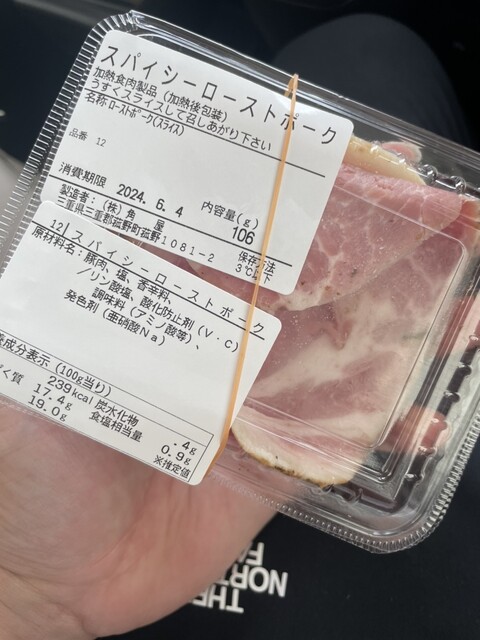 スパイシーローストポーク
加熱食肉製品（加熱後包装）
うすくスライスして召しあがり下さい
名称 ﾛｰｽﾄﾎﾟｰｸ(ｽﾗｲｽ)
品番 12
消費期限 2024. 6. 4
内容量(g)
106
製造者：（株）角 屋
三重県三重郡菰野町菰野1081-2
保存方法
3℃以下
12| スパイシーローストポーク
原材料名：豚肉、塩、香辛料、
／リン酸塩、酸化防止剤（V．C）
調味料（アミノ酸等）、
発色剤（亜硝酸Ｎａ）
成分表示 (100g当り)
239kcal 炭水化物 .4g
く質 17.4g 食塩相当量 0.9g
19.0g ※推定値
THE
NORTH
FA